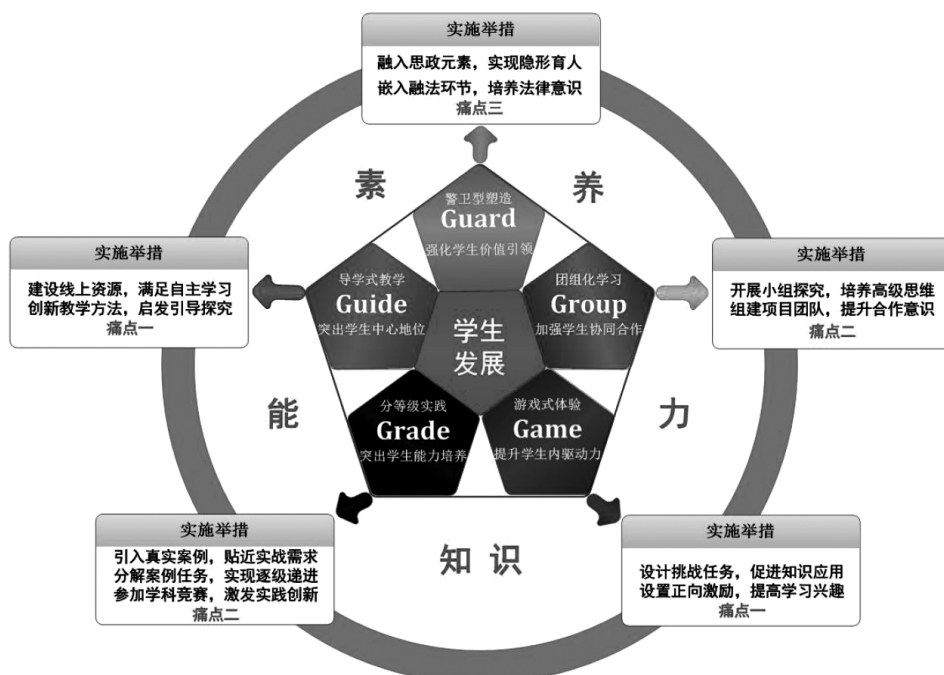 实施举措
融入思政元素，实现隐形育人
嵌入融法环节，培养法律意识
痛点三
素 养
警卫型塑造
Guard
强化学生价值引领
实施举措
建设线上资源，满足自主学习
创新教学方法，启发引导探究
痛点一
导学式教学
Guide
突出学生中心地位
团组化学习
Group
加强学生协同合作
实施举措
开展小组探究，培养高级思维
组建项目团队，提升合作意识
痛点二
学生
发展
能 力
分等级实践
Grade
突出学生能力培养
游戏式体验
Game
提升学生内驱动力
实施举措
引入真实案例，贴近实战需求
分解案例任务，实现逐级递进
参加学科竞赛，激发实践创新
痛点二
知 识
实施举措
设计挑战任务，促进知识应用
设置正向激励，提高学习兴趣
痛点一